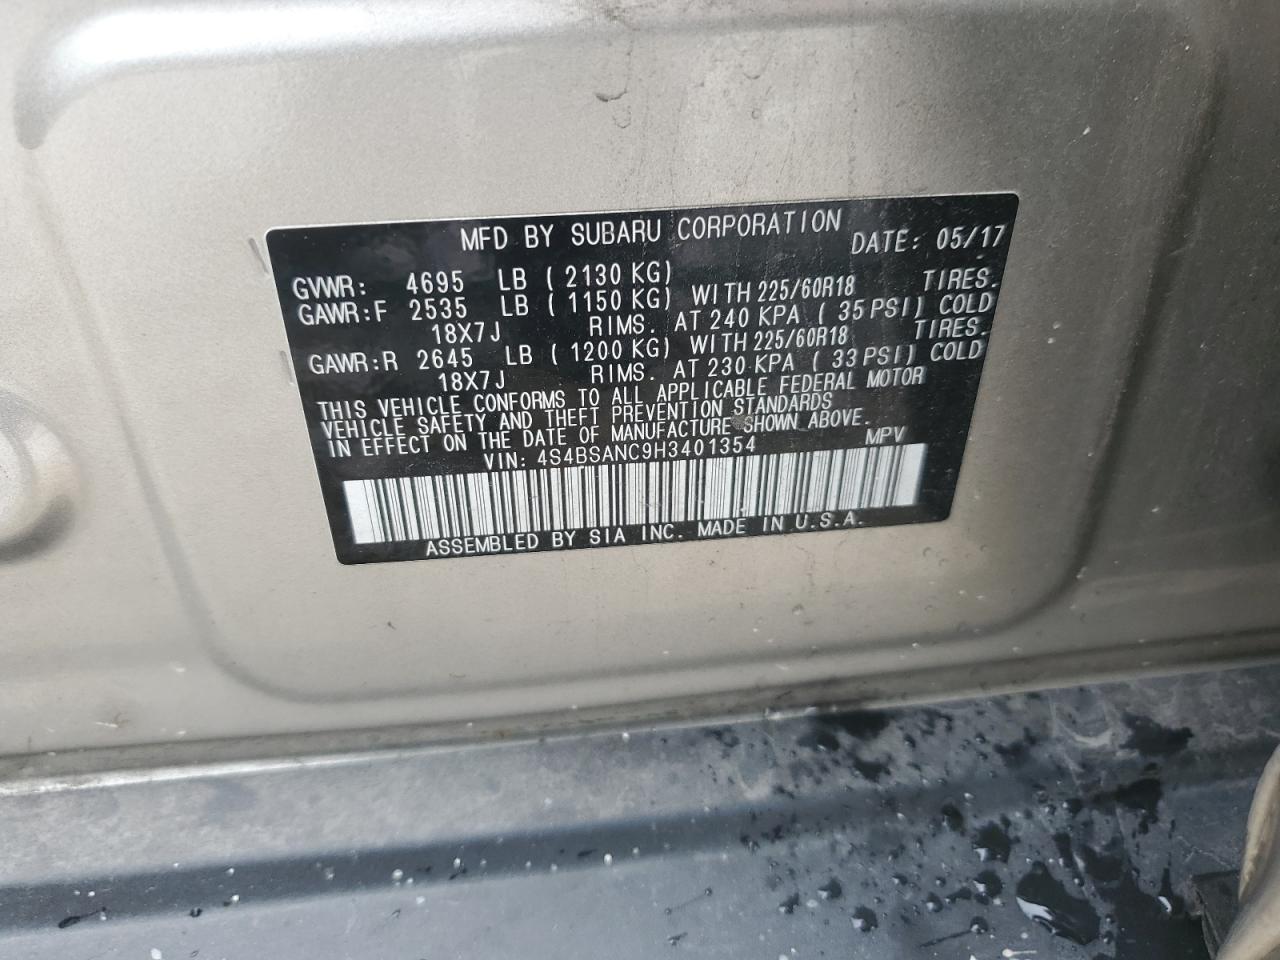 MFD BY SUBARU CORPORATION DATE: 05/17
GVWR: 4695 LB ( 2130 KG)
GAWR:F 2535 LB ( 1150 KG) WITH 225/60R18 TIRES.
18X7J RIMS. AT 240 KPA ( 35 PSI) COLD
GAWR:R 2645 LB ( 1200 KG) WITH 225/60R18 TIRES.
18X7J RIMS. AT 230 KPA ( 33 PSI) COLD
THIS VEHICLE CONFORMS TO ALL APPLICABLE FEDERAL MOTOR
VEHICLE SAFETY AND THEFT PREVENTION STANDARDS
IN EFFECT ON THE DATE OF MANUFACTURE SHOWN ABOVE.
VIN: 4S4BSANC9H3401354 MPV
ASSEMBLED BY SIA INC. MADE IN U.S.A.